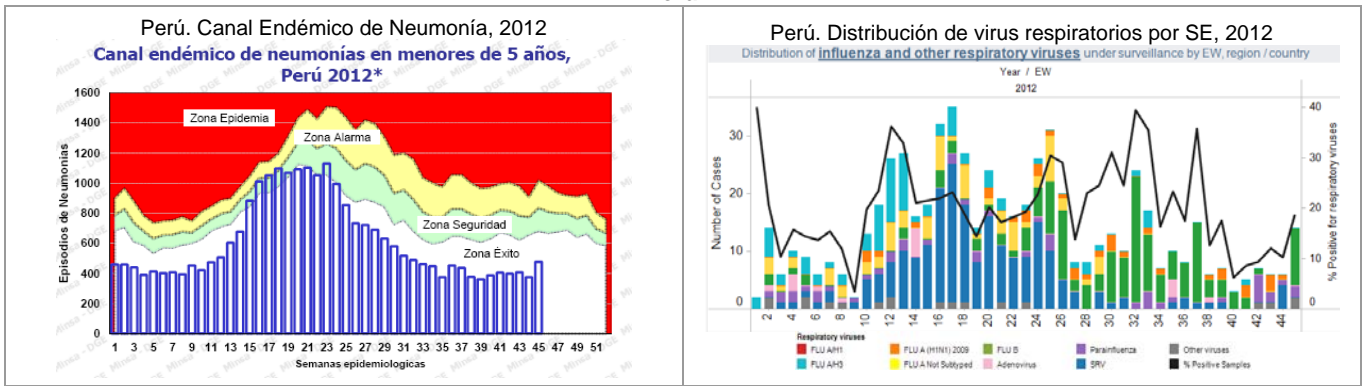 Perú. Canal Endémico de Neumonía, 2012
Canal endémico de neumonías en menores de 5 años,
Perú 2012*
Episodios de Neumonias
1600
1400
1200
1000
800
600
400
200
0
Zona Epidemia
Zona Alarma
Zona Seguridad
Zona Éxito
1 3 5 7 9 11 13 15 17 19 21 23 25 27 29 31 33 35 37 39 41 43 45 47 49 51
Semanas epidemiologicas
Perú. Distribución de virus respiratorios por SE, 2012
Distribution of influenza and other respiratory viruses under surveillance by EW, region / country
Year / EW
2012
Number of Cases
30
20
10
0
40
30
20
10
0
% Positive for respiratory viruses
2 4 6 8 10 12 14 16 18 20 22 24 26 28 30 32 34 36 38 40 42 44
Respiratory viruses
FLU A/H1
FLU A (H1N1) 2009
FLU B
Parainfluenza
Other viruses
FLU A/H3
FLU A Not Subtyped
Adenovirus
SRV
% Positive Samples